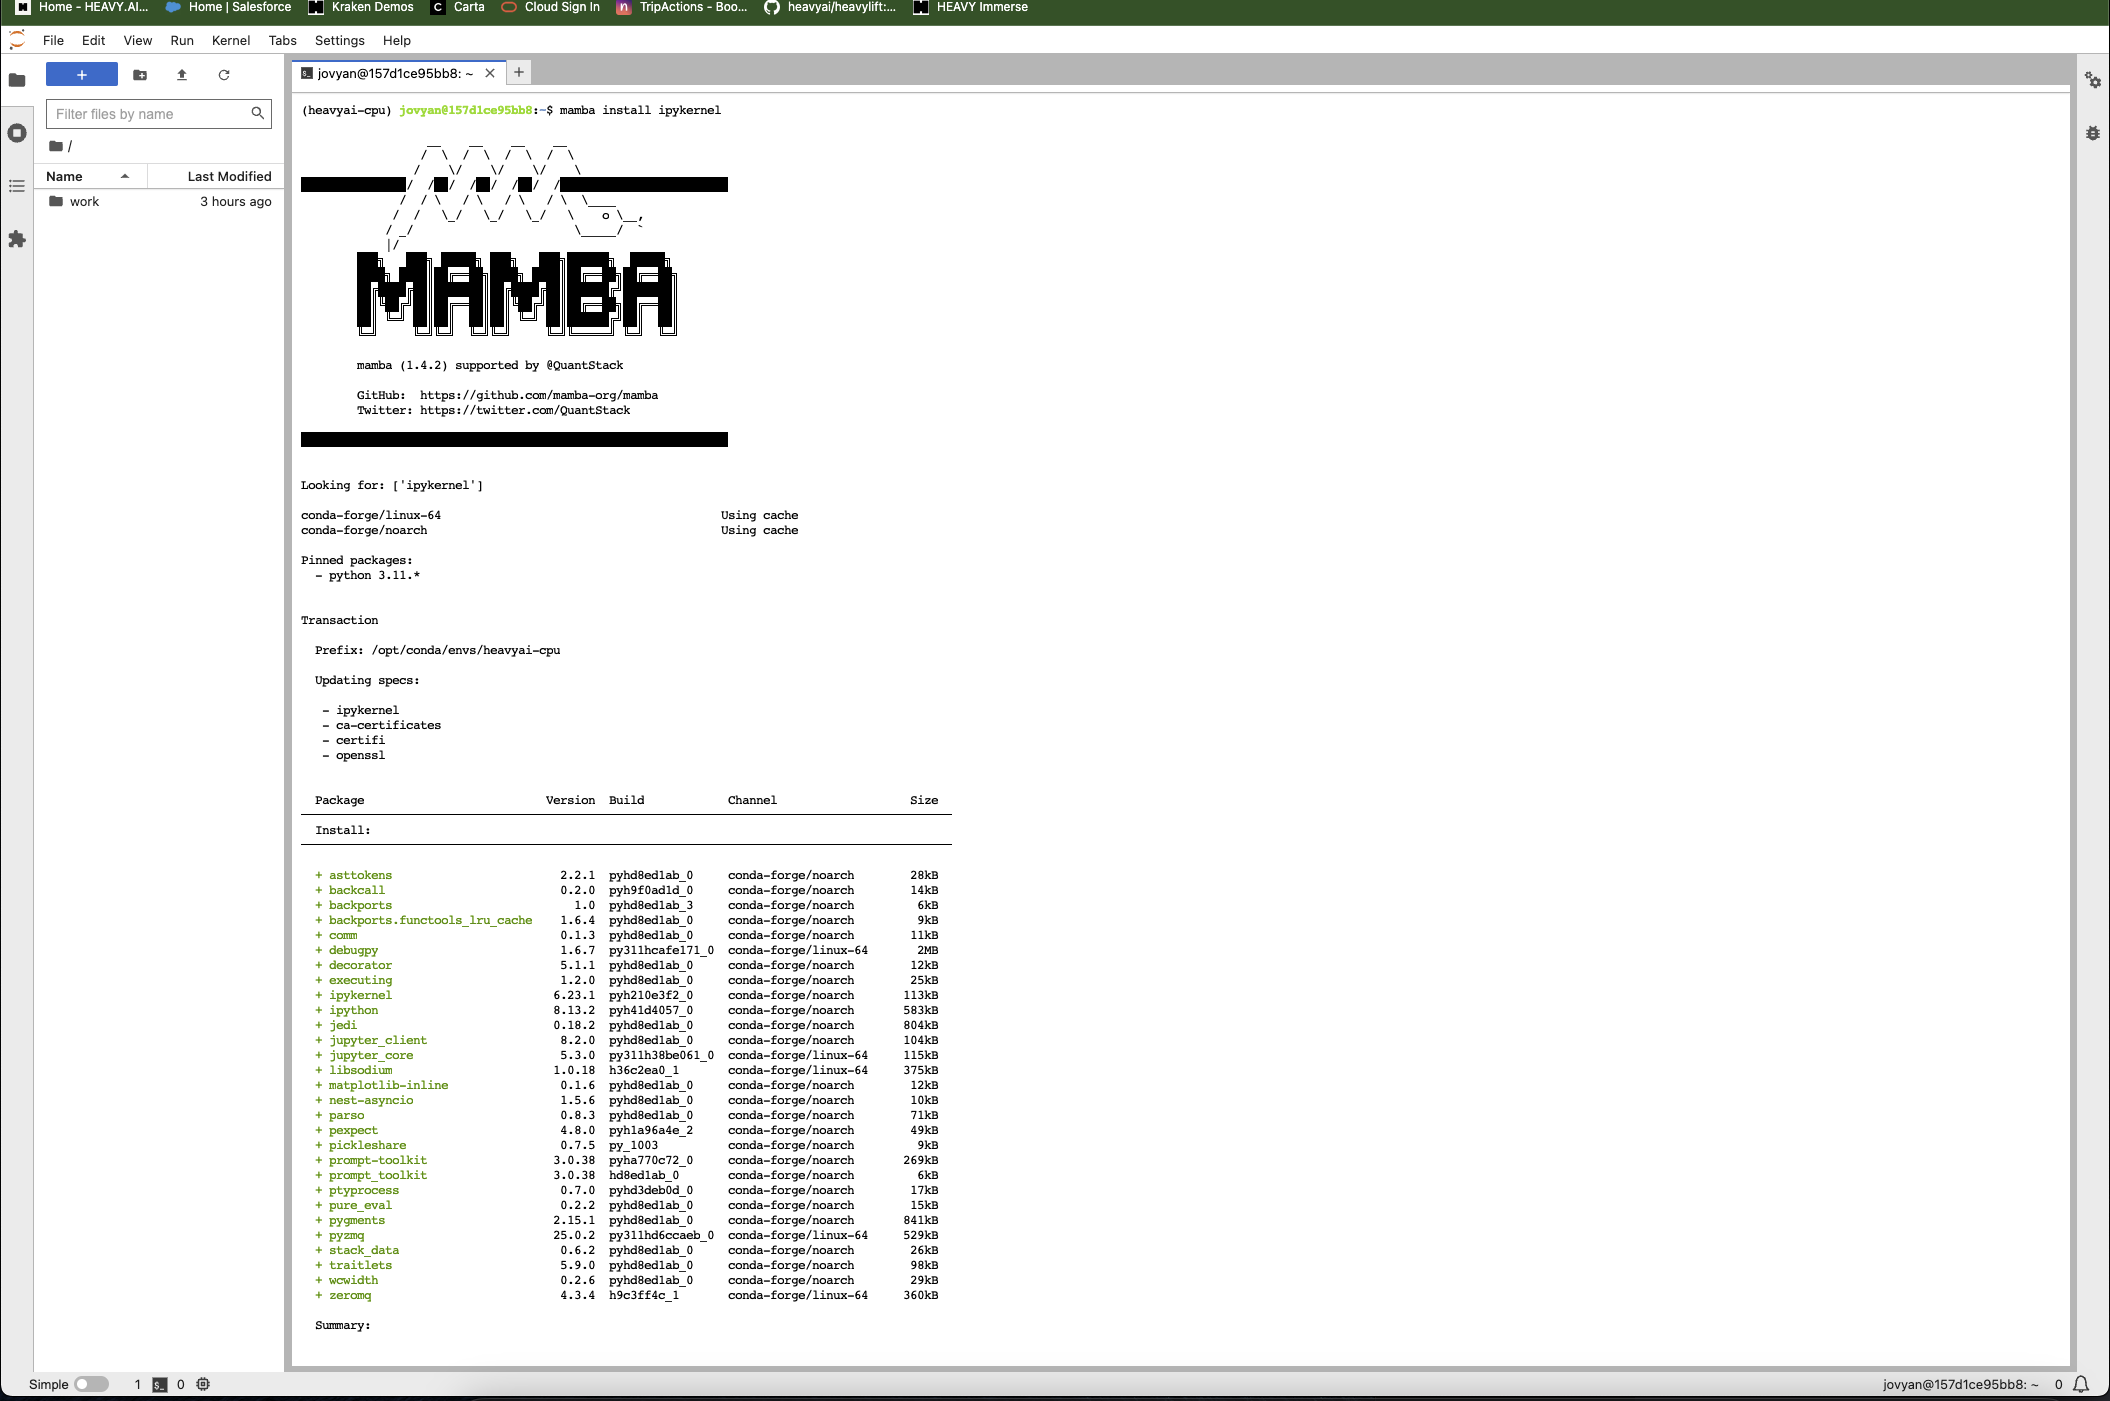 Home - HEAVY.AI... Home | Salesforce Kraken Demos Carta Cloud Sign In TripActions - Boo... heavyai/heavylift:... HEAVY Immerse
File Edit View Run Kernel Tabs Settings Help
jovyan@157d1ce95bb8: ~
Filter files by name
/
Name Last Modified
work 3 hours ago
(heavyai-cpu) jovyan@157d1ce95bb8:~$ mamba install ipykernel
MAMBA
mamba (1.4.2) supported by @QuantStack
GitHub: https://github.com/mamba-org/mamba
Twitter: https://twitter.com/QuantStack
Looking for: ['ipykernel']
conda-forge/linux-64 Using cache
conda-forge/noarch Using cache
Pinned packages:
- python 3.11.*
Transaction
Prefix: /opt/conda/envs/heavyai-cpu
Updating specs:
- ipykernel
- ca-certificates
- certifi
- openssl
Package Version Build Channel Size
Install:
+ asttokens 2.2.1 pyhd8ed1ab_0 conda-forge/noarch 28kB
+ backcall 0.2.0 pyh9f0ad1d_0 conda-forge/noarch 14kB
+ backports 1.0 pyhd8ed1ab_3 conda-forge/noarch 6kB
+ backports.functools_lru_cache 1.6.4 pyhd8ed1ab_0 conda-forge/noarch 9kB
+ comm 0.1.3 pyhd8ed1ab_0 conda-forge/noarch 11kB
+ debugpy 1.6.7 py311hcafe171_0 conda-forge/linux-64 2MB
+ decorator 5.1.1 pyhd8ed1ab_0 conda-forge/noarch 12kB
+ executing 1.2.0 pyhd8ed1ab_0 conda-forge/noarch 25kB
+ ipykernel 6.23.1 pyh210e3f2_0 conda-forge/noarch 113kB
+ ipython 8.13.2 pyh41d4057_0 conda-forge/noarch 583kB
+ jedi 0.18.2 pyhd8ed1ab_0 conda-forge/noarch 804kB
+ jupyter_client 8.2.0 pyhd8ed1ab_0 conda-forge/noarch 104kB
+ jupyter_core 5.3.0 py311h38be061_0 conda-forge/linux-64 115kB
+ libsodium 1.0.18 h36c2ea0_1 conda-forge/linux-64 375kB
+ matplotlib-inline 0.1.6 pyhd8ed1ab_0 conda-forge/noarch 12kB
+ nest-asyncio 1.5.6 pyhd8ed1ab_0 conda-forge/noarch 10kB
+ parso 0.8.3 pyhd8ed1ab_0 conda-forge/noarch 71kB
+ pexpect 4.8.0 pyh1a96a4e_2 conda-forge/noarch 49kB
+ pickleshare 0.7.5 py_1003 conda-forge/noarch 9kB
+ prompt-toolkit 3.0.38 pyha770c72_0 conda-forge/noarch 269kB
+ prompt_toolkit 3.0.38 hd8ed1ab_0 conda-forge/noarch 6kB
+ ptyprocess 0.7.0 pyhd3deb0d_0 conda-forge/noarch 17kB
+ pure_eval 0.2.2 pyhd8ed1ab_0 conda-forge/noarch 15kB
+ pygments 2.15.1 pyhd8ed1ab_0 conda-forge/noarch 841kB
+ pyzmq 25.0.2 py311hd6ccaeb_0 conda-forge/linux-64 529kB
+ stack_data 0.6.2 pyhd8ed1ab_0 conda-forge/noarch 26kB
+ traitlets 5.9.0 pyhd8ed1ab_0 conda-forge/noarch 98kB
+ wcwidth 0.2.6 pyhd8ed1ab_0 conda-forge/noarch 29kB
+ zeromq 4.3.4 h9c3ff4c_1 conda-forge/linux-64 360kB
Summary:
Simple 1 0 jovyan@157d1ce95bb8: ~ 0